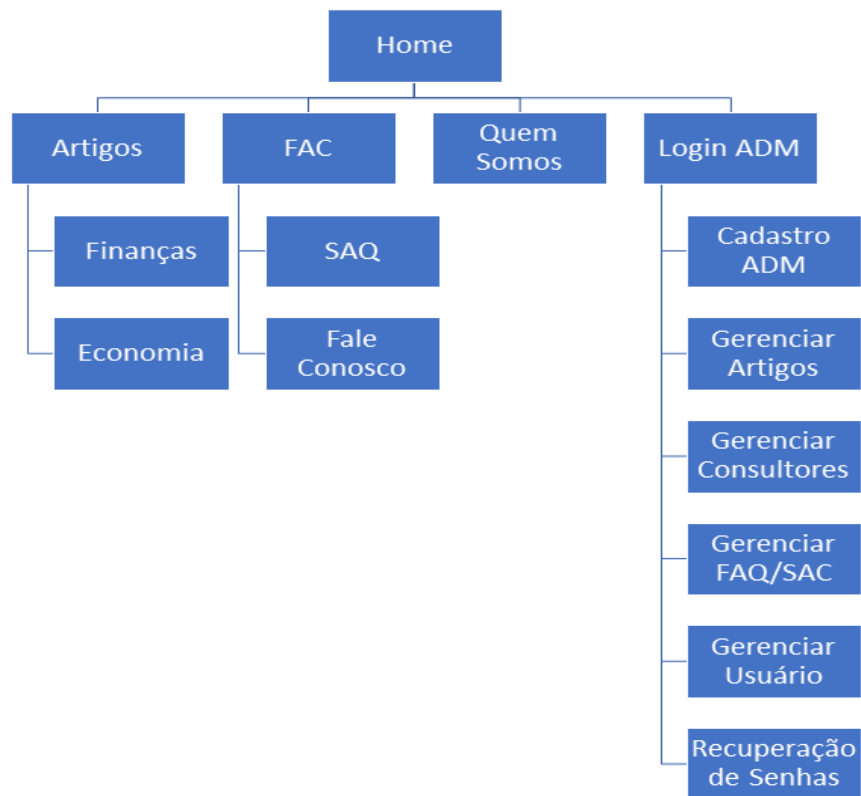 Home
Artigos
FAC
Quem
Somos
Login ADM
Finanças
Economia
SAQ
Fale
Conosco
Cadastro
ADM
Gerenciar
Artigos
Gerenciar
Consultores
Gerenciar
FAQ/SAC
Gerenciar
Usuário
Recuperação
de Senhas